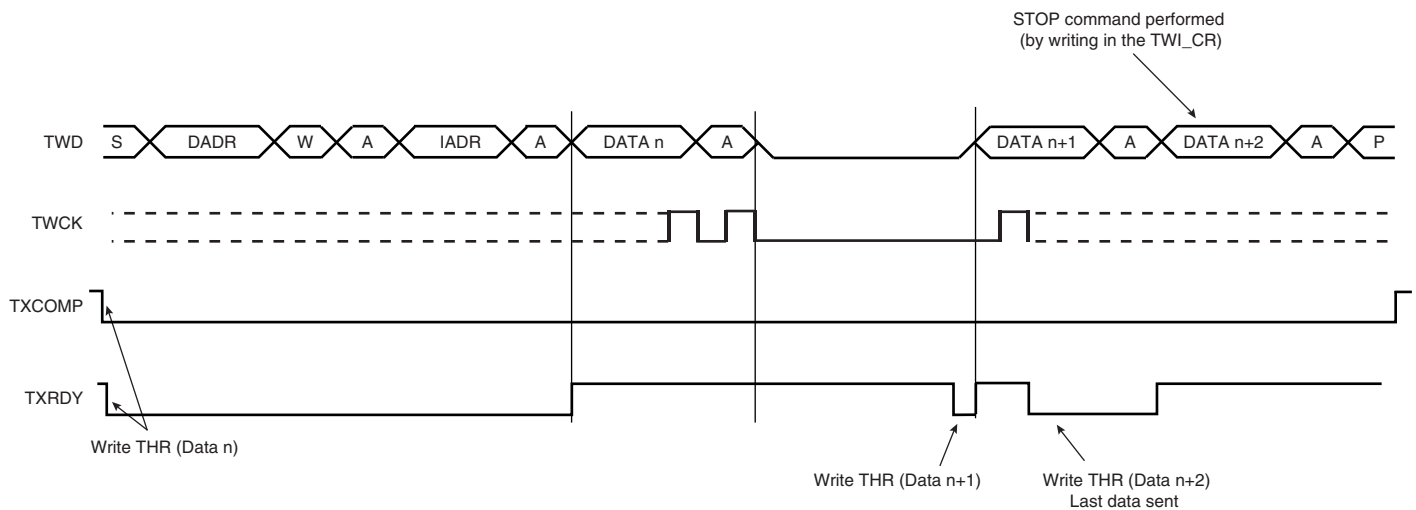 STOP command performed
(by writing in the TWI_CR)
TWD S DADR W A IADR A DATA n A DATA n+1 A DATA n+2 A P
TWCK
TXCOMP
TXRDY
Write THR (Data n)
Write THR (Data n+1)
Write THR (Data n+2)
Last data sent